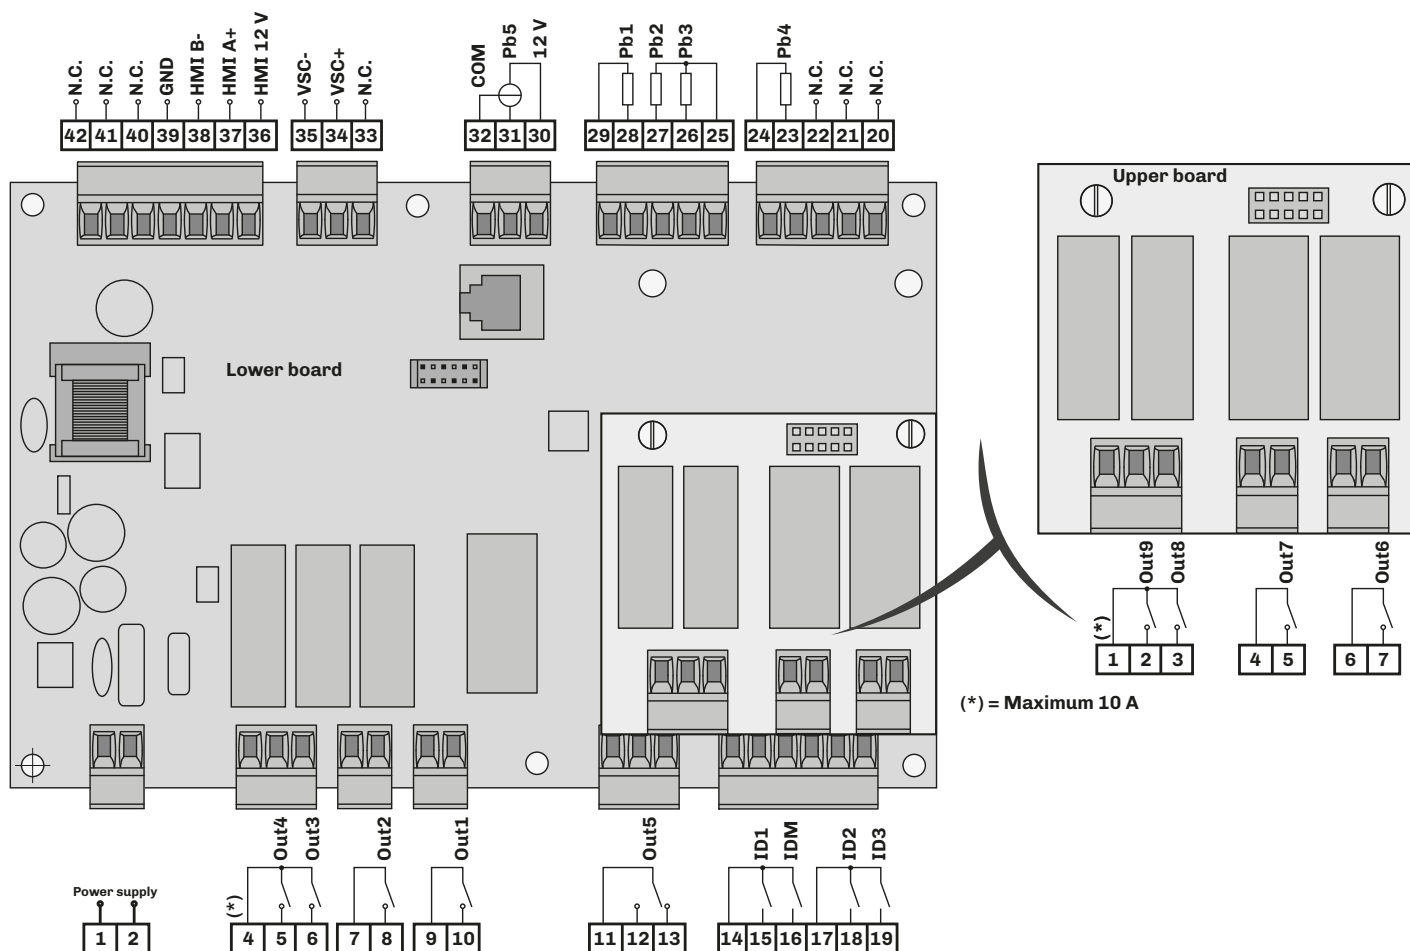 N.C.
N.C.
N.C.
GND
HMI B-
HMI A+
HMI 12 V
VSC-
VSC+
N.C.
COM
Pb5
12 V
Pb1
Pb2
Pb3
Pb4
N.C.
N.C.
N.C.
42 41 40 39 38 37 36
35 34 33
32 31 30
29 28 27 26 25
24 23 22 21 20
Upper board
Lower board
Out9
Out8
Out7
Out6
(*)
1 2 3
4 5
6 7
(*) = Maximum 10 A
Out4
Out3
Out2
Out1
Out5
ID1
IDM
ID2
ID3
Power supply
(*)
1 2
4 5 6
7 8
9 10
11 12 13
14 15 16 17 18 19